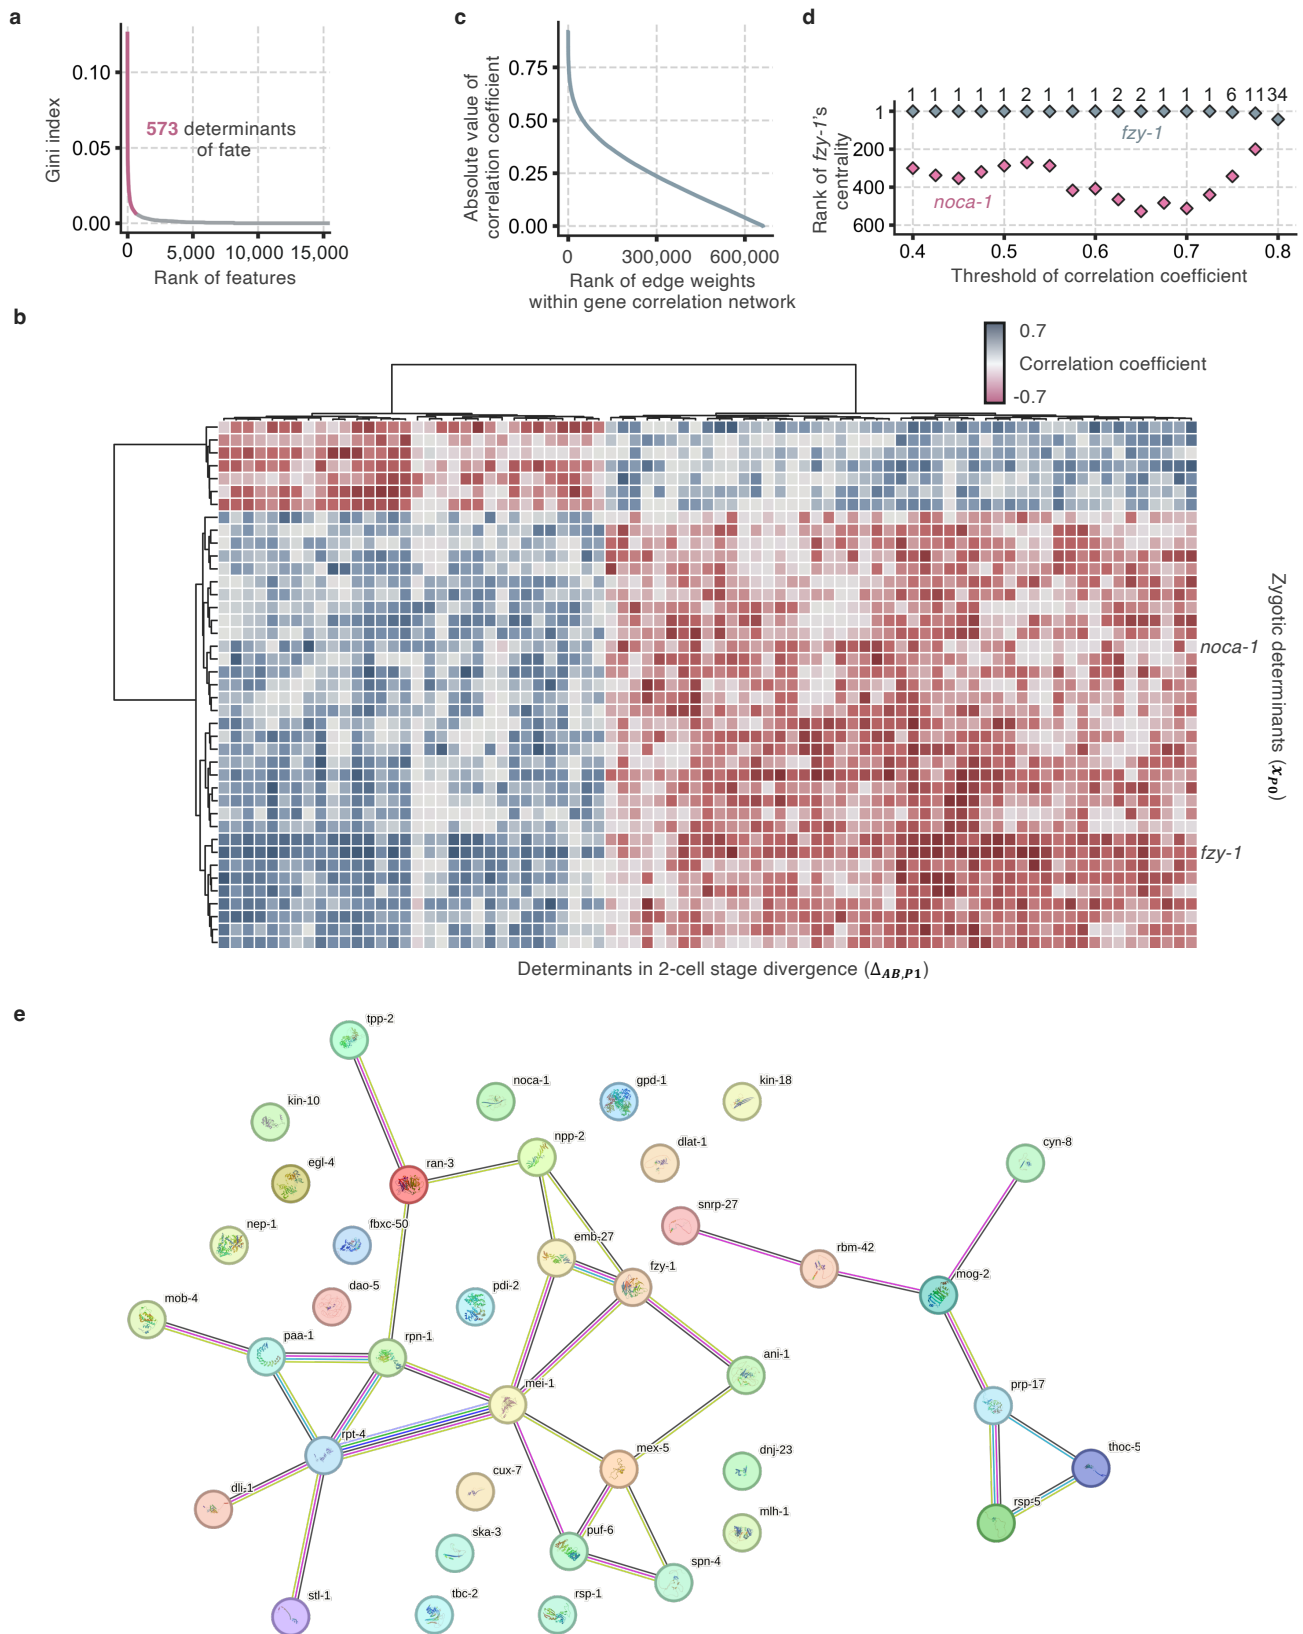 a
0.10
0.05
0.00
Gini index
573 determinants
of fate
0
5,000
10,000
15,000
Rank of features
c
0.75
0.50
0.25
0.00
Absolute value of
correlation coefficient
0
300,000
600,000
Rank of edge weights
within gene correlation network
d
1 1 1 1 1 2 1 1 1 2 2 1 1 1 6 11 34
1
200
400
600
Rank of fzy-1's
centrality
fzy-1
noca-1
0.4
0.5
0.6
0.7
0.8
Threshold of correlation coefficient
b
0.7
Correlation coefficient
-0.7
noca-1
fzy-1
Zygotic determinants (x_P0)
Determinants in 2-cell stage divergence (Δ_AB,P1)
e
tpp-2
kin-10
noca-1
gpd-1
kin-18
npp-2
dlat-1
cyn-8
egl-4
ran-3
snrp-27
nep-1
fbxc-50
emb-27
rbm-42
fzy-1
mog-2
dao-5
pdi-2
mob-4
paa-1
rpn-1
ani-1
mei-1
prp-17
rpt-4
mex-5
dnj-23
thoc-5
cux-7
dli-1
rsp-5
mlh-1
ska-3
puf-6
spn-4
stl-1
tbc-2
rsp-1